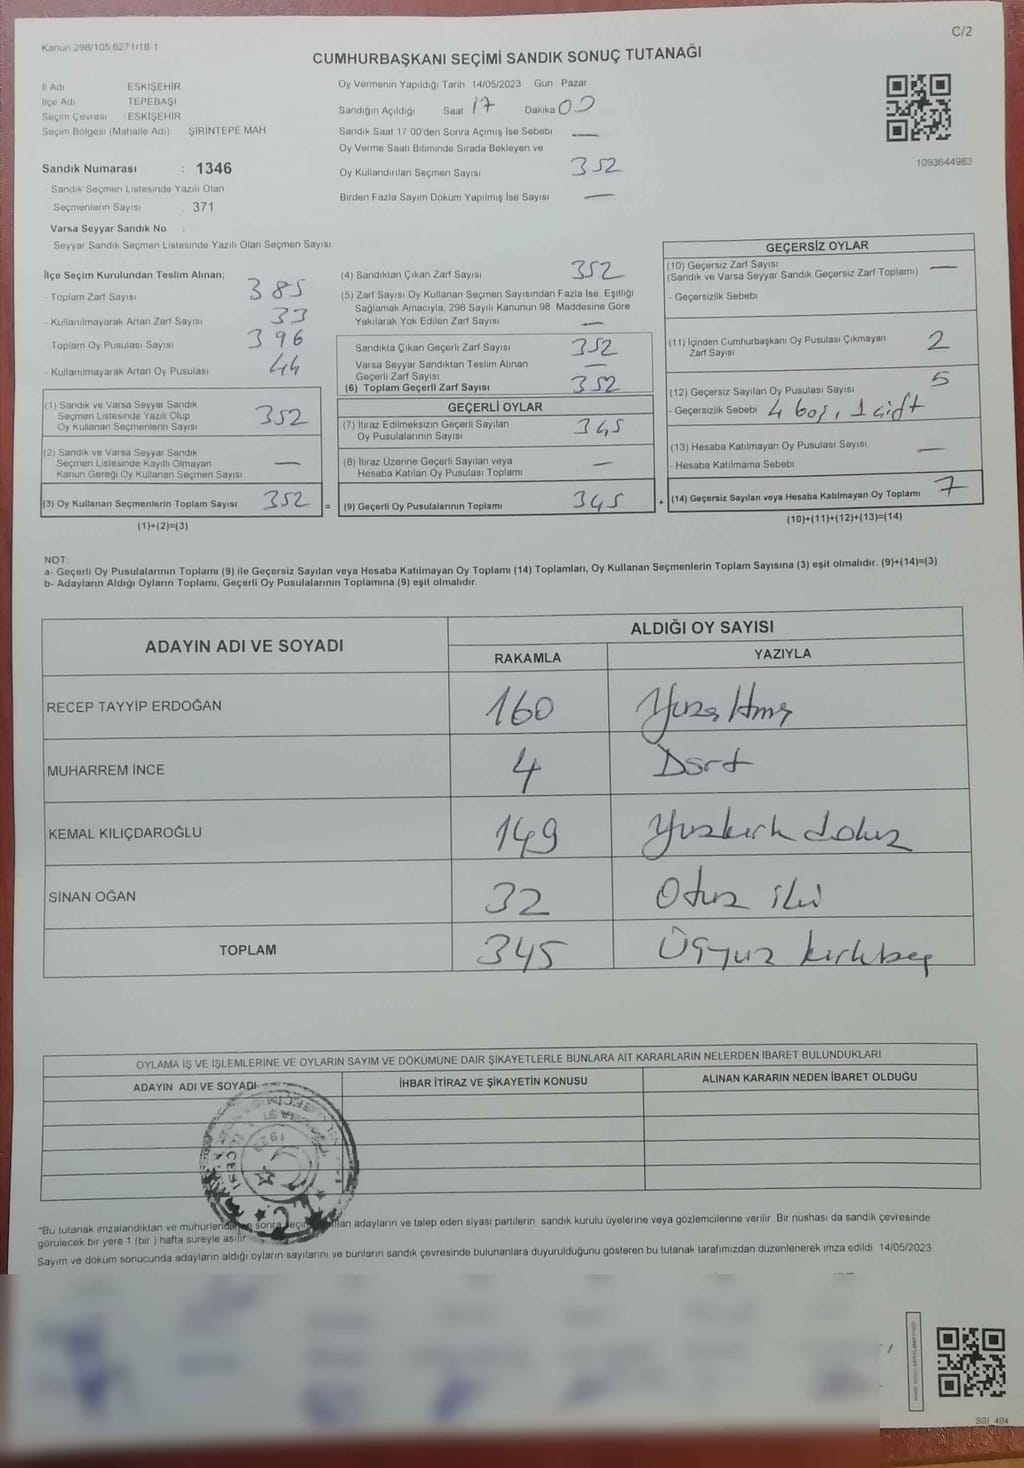 Kanun 298/105 6271/18-1
C/2
CUMHURBAŞKANI SEÇİMİ SANDIK SONUÇ TUTANAĞI
İl Adı ESKİŞEHİR
İlçe Adı TEPEBAŞI
Seçim Çevresi : ESKİŞEHİR
Seçim Bölgesi (Mahalle Adı) ŞİRİNTEPE MAH
Sandık Numarası : 1346
- Sandık Seçmen Listesinde Yazılı Olan
Seçmenlerin Sayısı : 371
Varsa Seyyar Sandık No :
- Seyyar Sandık Seçmen Listesinde Yazılı Olan Seçmen Sayısı
Oy Vermenin Yapıldığı Tarih 14/05/2023 Gün Pazar
Sandığın Açıldığı Saat 17 Dakika 00
Sandık Saat 17 00'den Sonra Açımış İse Sebebi —
Oy Verme Saati Bitiminde Sırada Bekleyen ve
Oy Kullandırılan Seçmen Sayısı 352
Birden Fazla Sayım Döküm Yapılmış İse Sayısı —
1093644983
İlçe Seçim Kurulundan Teslim Alınan;
- Toplam Zarf Sayısı 385
- Kullanılmayarak Artan Zarf Sayısı 33
Toplam Oy Pusulası Sayısı 396
- Kullanılmayarak Artan Oy Pusulası 44
(1) Sandık ve Varsa Seyyar Sandık
Seçmen Listesinde Yazılı Olup
Oy Kullanan Seçmenlerin Sayısı 352
(2) Sandık ve Varsa Seyyar Sandık
Seçmen Listesinde Kayıtlı Olmayan
Kanun Gereği Oy Kullanan Seçmen Sayısı —
(3) Oy Kullanan Seçmenlerin Toplam Sayısı 352 =
(1)+(2)=(3)
(4) Sandıktan Çıkan Zarf Sayısı 352
(5) Zarf Sayısı Oy Kullanan Seçmen Sayısından Fazla İse, Eşitliği
Sağlamak Amacıyla, 298 Sayılı Kanunun 98 Maddesine Göre
Yakılarak Yok Edilen Zarf Sayısı —
Sandıkta Çıkan Geçerli Zarf Sayısı 352
Varsa Seyyar Sandıktan Teslim Alınan
Geçerli Zarf Sayısı —
(6) Toplam Geçerli Zarf Sayısı 352
GEÇERLİ OYLAR
(7) İtiraz Edilmeksizin Geçerli Sayılan
Oy Pusulalarının Sayısı 345
(8) İtiraz Üzerine Geçerli Sayılan veya
Hesaba Katılan Oy Pusulası Toplamı —
(9) Geçerli Oy Pusulalarının Toplamı 345 +
GEÇERSİZ OYLAR
(10) Geçersiz Zarf Sayısı —
(Sandık ve Varsa Seyyar Sandık Geçersiz Zarf Toplamı)
- Geçersizlik Sebebi
(11) İçinden Cumhurbaşkanı Oy Pusulası Çıkmayan
Zarf Sayısı 2
(12) Geçersiz Sayılan Oy Pusulası Sayısı 5
- Geçersizlik Sebebi 4 boş, 1 çift
(13) Hesaba Katılmayan Oy Pusulası Sayısı —
- Hesaba Katılmama Sebebi
(14) Geçersiz Sayılan veya Hesaba Katılmayan Oy Toplamı 7
(10)+(11)+(12)+(13)=(14)
NOT:
a- Geçerli Oy Pusulalarının Toplamı (9) ile Geçersiz Sayılan veya Hesaba Katılmayan Oy Toplamı (14) Toplamları, Oy Kullanan Seçmenlerin Toplam Sayısına (3) eşit olmalıdır. (9)+(14)=(3)
b- Adayların Aldığı Oyların Toplamı, Geçerli Oy Pusulalarının Toplamına (9) eşit olmalıdır.
ADAYIN ADI VE SOYADI
ALDIĞI OY SAYISI
RAKAMLA YAZIYLA
RECEP TAYYİP ERDOĞAN 160 Yüzaltmış
MUHARREM İNCE 4 Dört
KEMAL KILIÇDAROĞLU 149 Yüzkırk dokuz
SİNAN OĞAN 32 Otuz iki
TOPLAM 345 Üçyüz kırkbeş
OYLAMA İŞ VE İŞLEMLERİNE VE OYLARIN SAYIM VE DÖKÜMÜNE DAİR ŞİKAYETLERLE BUNLARA AİT KARARLARIN NELERDEN İBARET BULUNDUKLARI
ADAYIN ADI VE SOYADI İHBAR İTİRAZ VE ŞİKAYETİN KONUSU ALINAN KARARIN NEDEN İBARET OLDUĞU
1929
T.C.
"Bu tutanak imzalandıktan ve mühürlendikten sonra adayların ve talep eden siyasi partilerin sandık kurulu üyelerine veya gözlemcilerine verilir. Bir nüshası da sandık çevresinde
görülecek bir yere 1 (bir) hafta süreyle asılır
Sayım ve döküm sonucunda adayların aldığı oyların sayılarını ve bunların sandık çevresinde bulunanlara duyurulduğunu gösteren bu tutanak tarafımızdan düzenlenerek imza edildi 14/05/2023
SSI_404